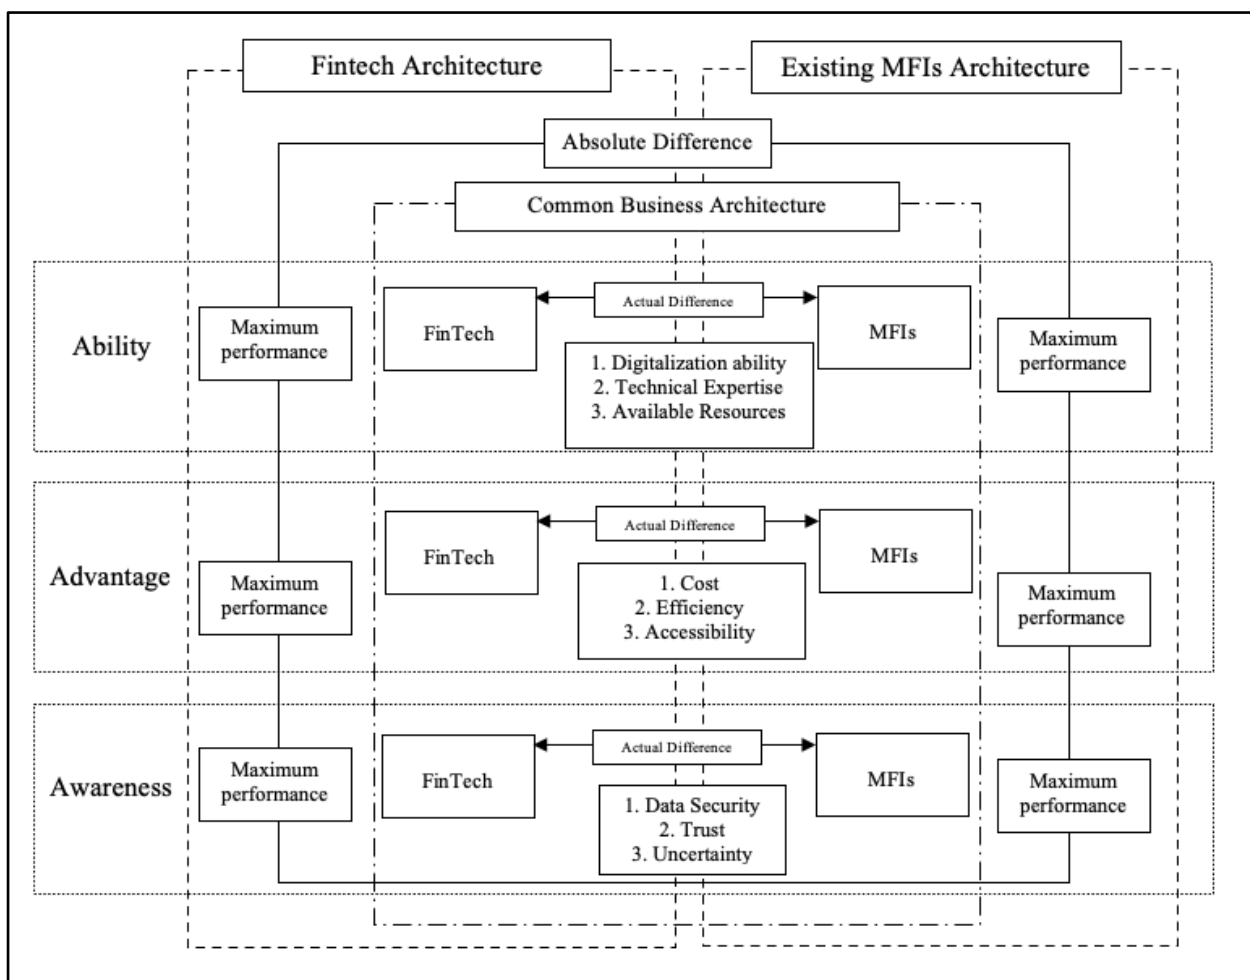 Fintech Architecture
Existing MFIs Architecture
Absolute Difference
Common Business Architecture
Ability
Maximum
performance
FinTech
Actual Difference
MFIs
Maximum
performance
1. Digitalization ability
2. Technical Expertise
3. Available Resources
Advantage
Maximum
performance
FinTech
Actual Difference
MFIs
Maximum
performance
1. Cost
2. Efficiency
3. Accessibility
Awareness
Maximum
performance
FinTech
Actual Difference
MFIs
Maximum
performance
1. Data Security
2. Trust
3. Uncertainty